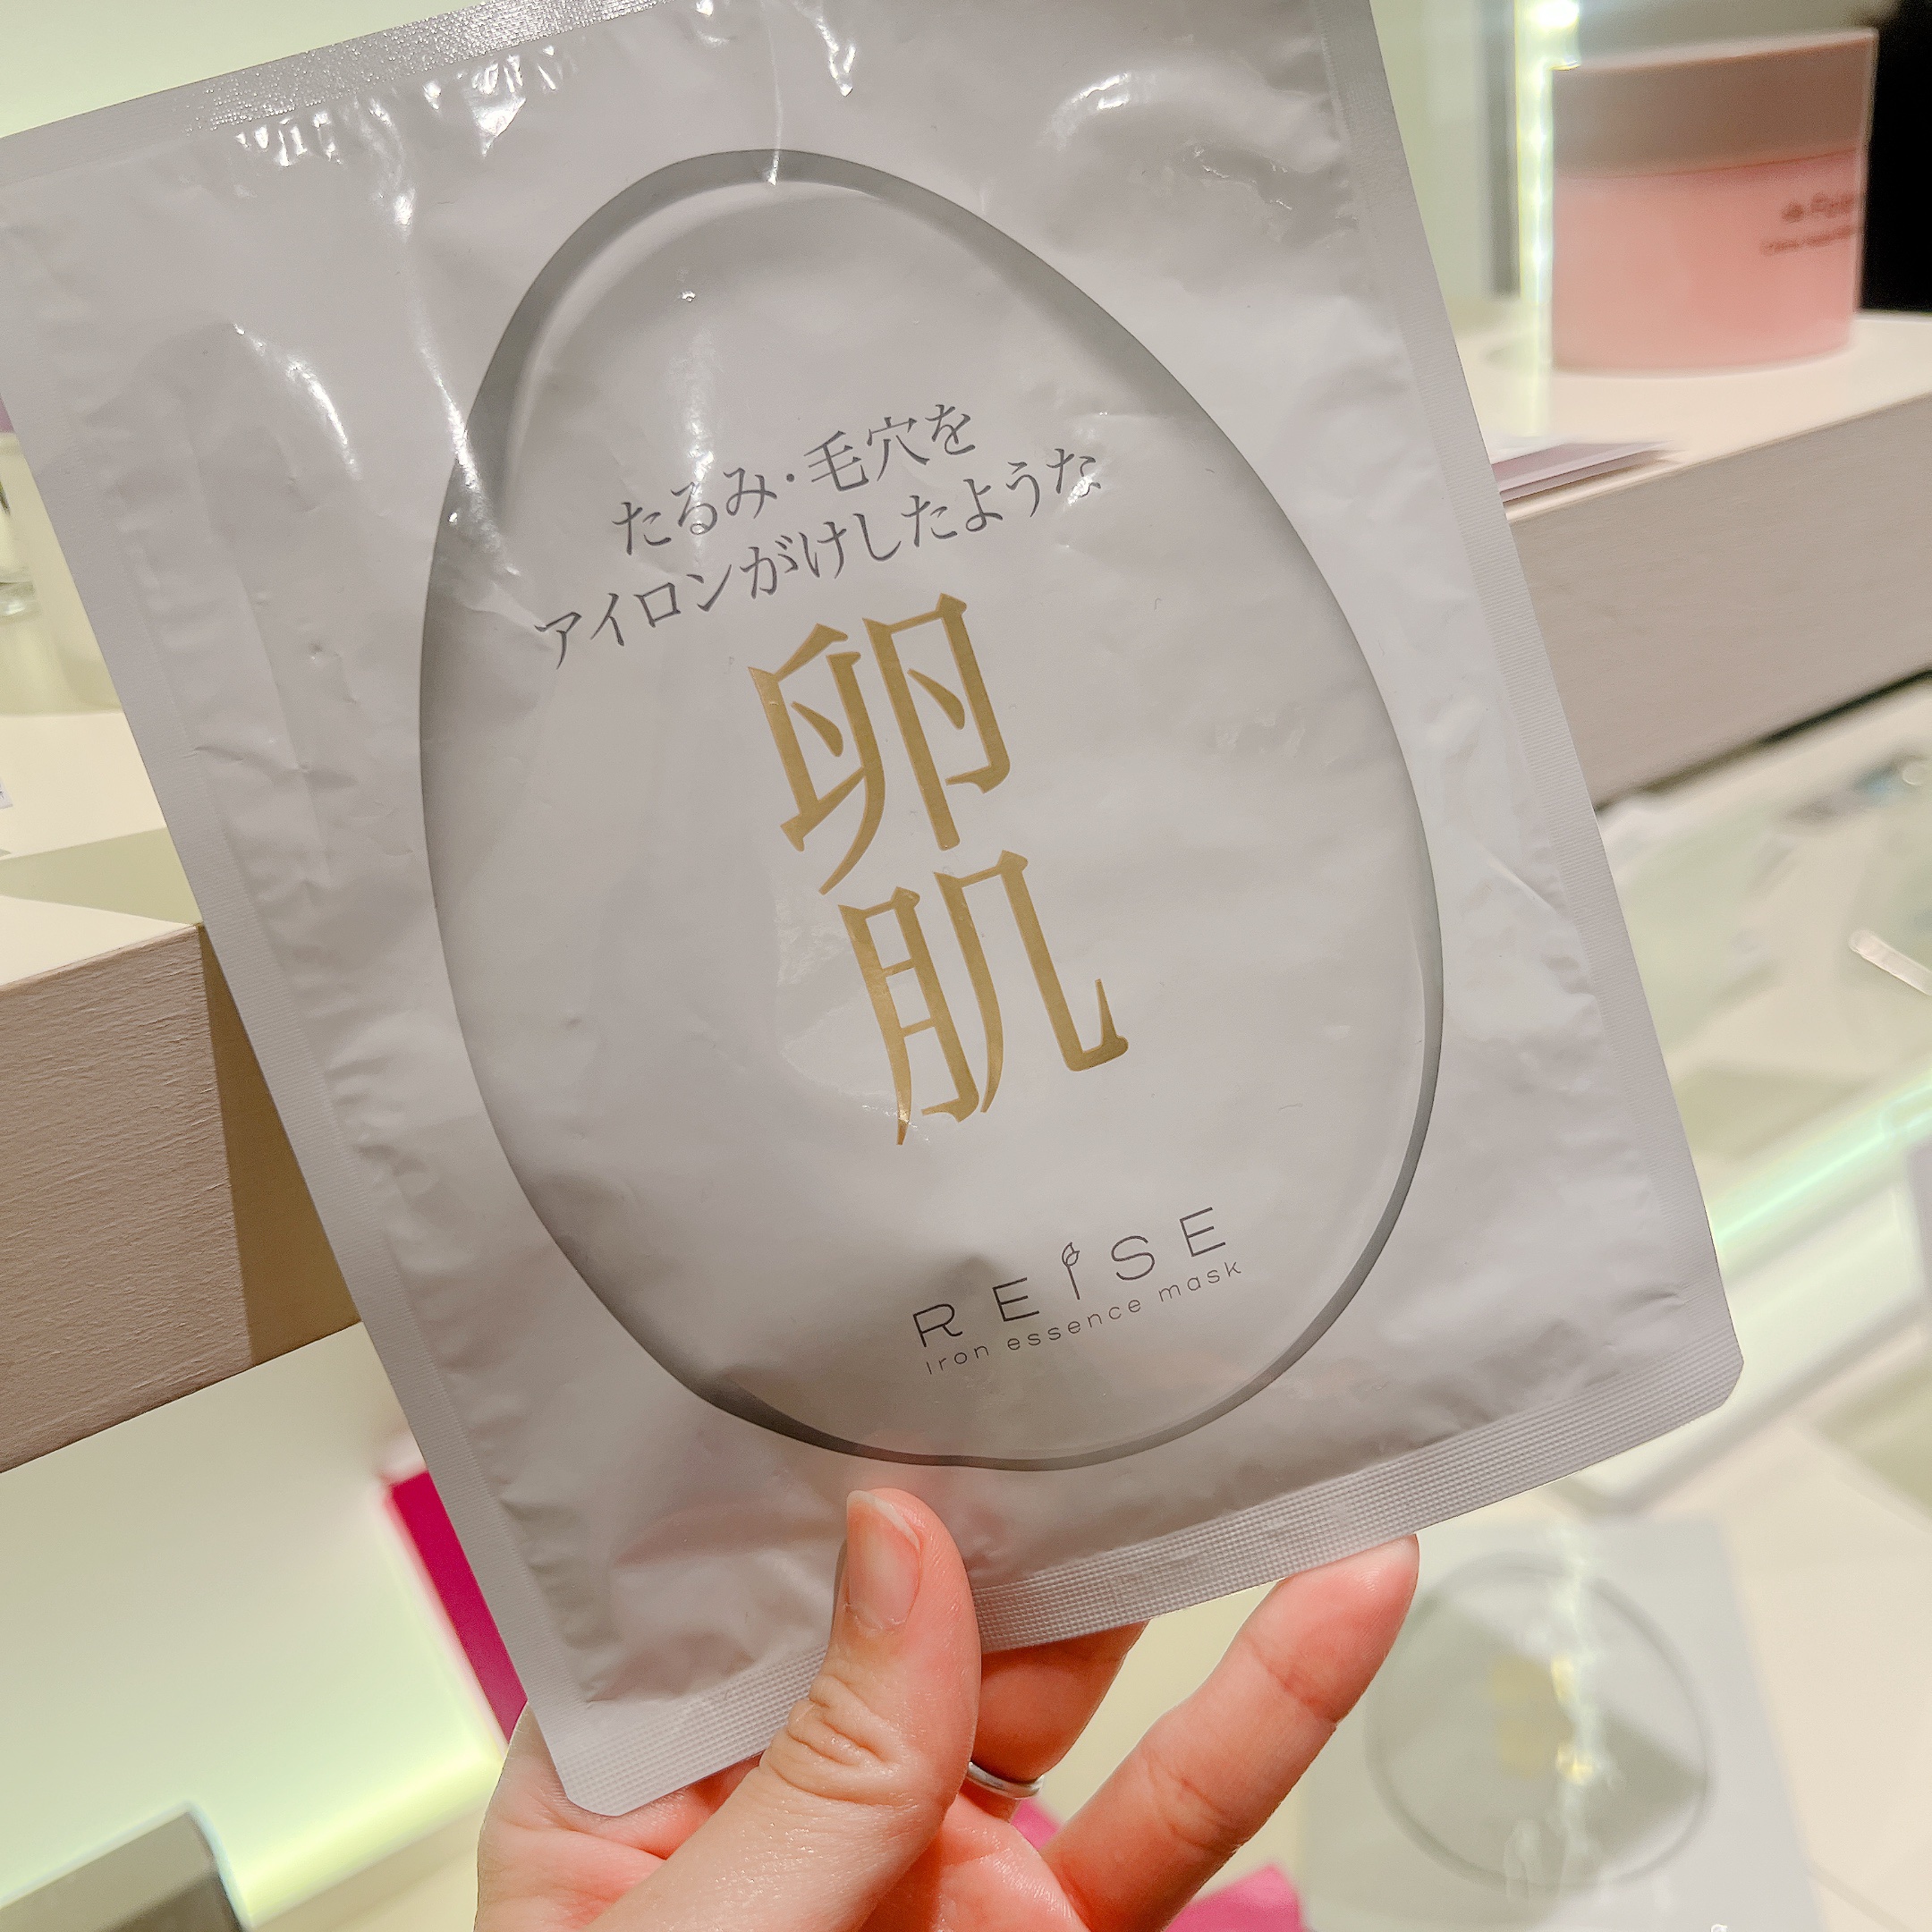 たるみ・毛穴を
アイロンがけしたような
卵
肌
REISE
Iron essence mask